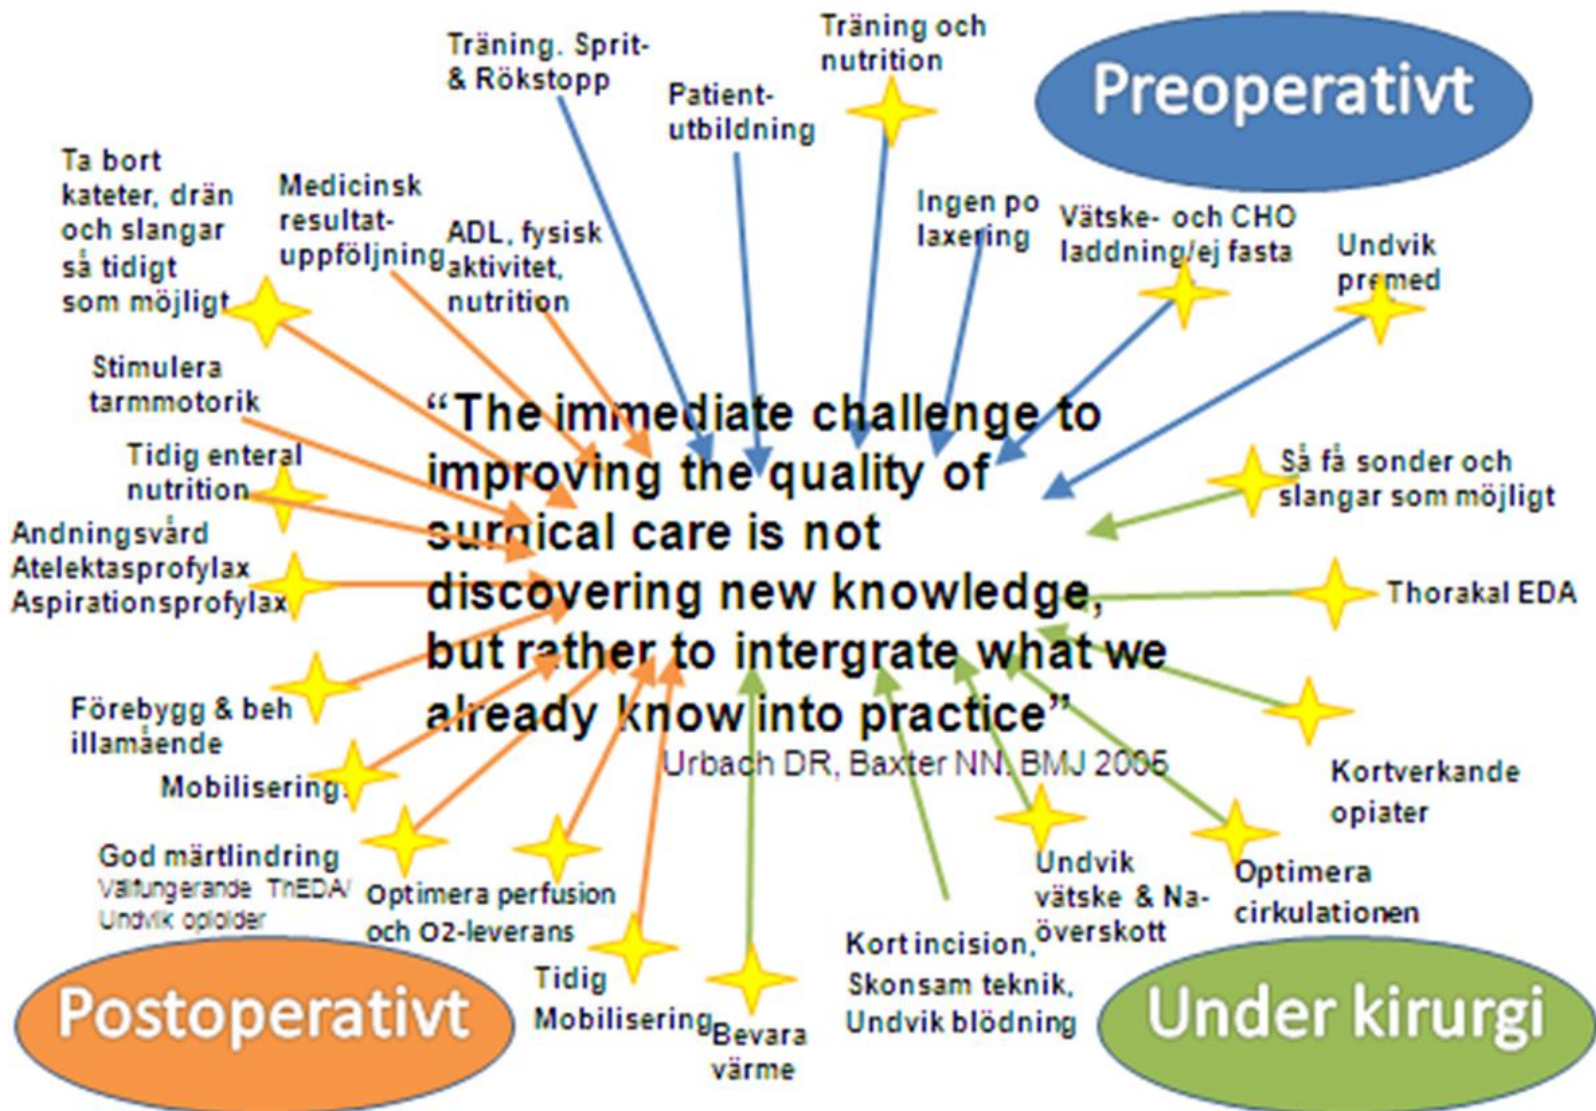 Träning. Sprit-
& Rökstopp
Patient-
utbildning
Träning och
nutrition
Preoperativt
Ingen po
laxering
Vätske- och CHO
laddning/ej fasta
Undvik
premed
Ta bort
kateter, drän
och slangar
så tidigt
som möjligt
Medicinsk
resultat-
uppföljning
ADL, fysisk
aktivitet,
nutrition
Stimulera
tarmmotorik
Tidig enteral
nutrition
Andningsvård
Atelektasprofylax
Aspirationsprofylax
“The immediate challenge to
improving the quality of
surgical care is not
discovering new knowledge,
but rather to intergrate what we
already know into practice”
Urbach DR, Baxter NN. BMJ 2005
Så få sonder och
slangar som möjligt
Thorakal EDA
Kortverkande
opiater
Optimera
cirkulationen
Undvik
vätske & Na-
överskott
Kort incision,
Skonsam teknik,
Undvik blödning
Under kirurgi
Bevara
värme
Förebygg & beh
illamående
Mobilisering.
God märtlindring
Välfungerande ThEDA/
Undvik opioider
Optimera perfusion
och O2-leverans
Tidig
Mobilisering
Postoperativt